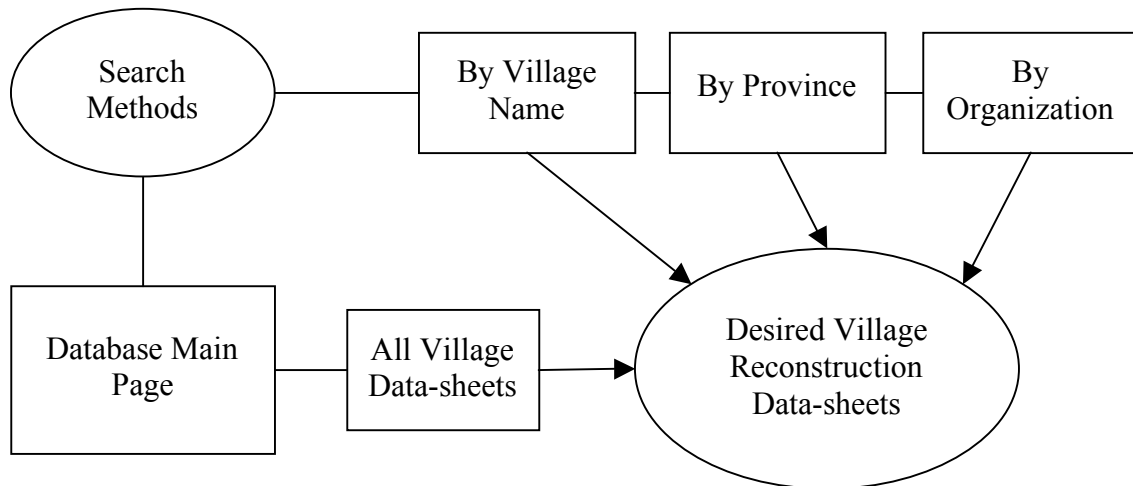 Search
Methods
By Village
Name
By Province
By
Organization
Database Main
Page
All Village
Data-sheets
Desired Village
Reconstruction
Data-sheets